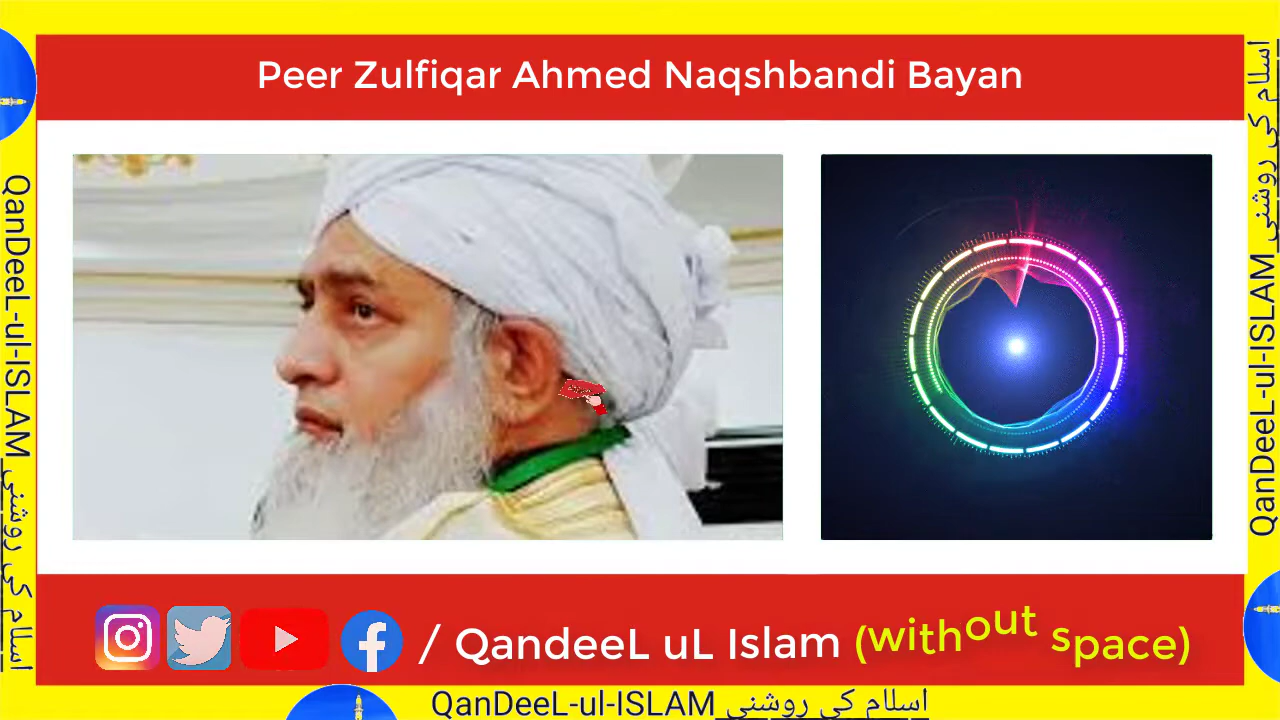 Peer Zulfiqar Ahmed Naqshbandi Bayan
QanDeeL-ul-ISLAM اسلام کی روشنی
QanDeeL-ul-ISLAM اسلام کی روشنی
/ QandeeL uL Islam (without space)
QanDeeL-ul-ISLAM اسلام کی روشنی